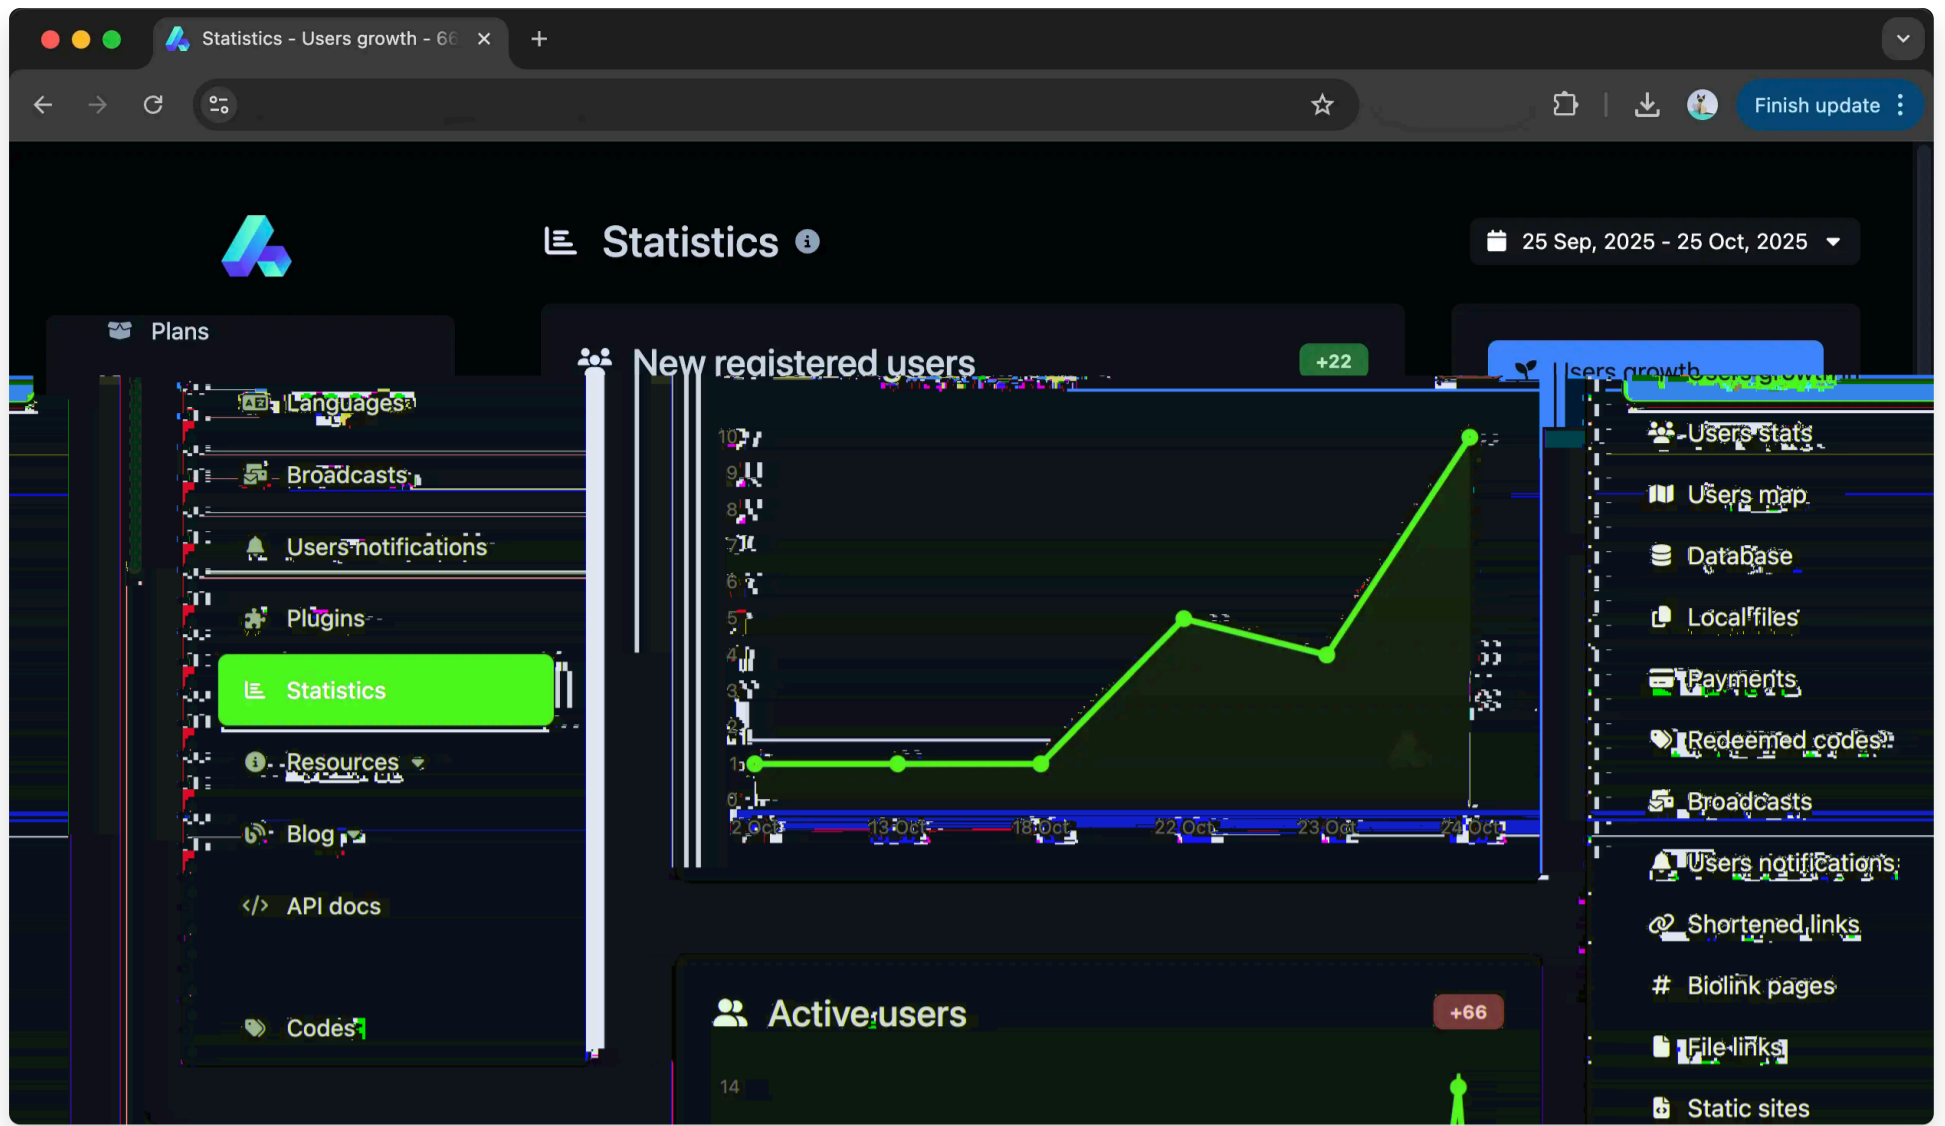 Statistics - Users growth - 66
Finish update
Statistics
25 Sep, 2025 - 25 Oct, 2025
Plans
New registered users
+22
Users growth
Languages
Broadcasts
Users notifications
Plugins
Statistics
Resources
Blog
API docs
Codes
10
9
8
7
6
5
4
3
2
1
0
2 Oct
13 Oct
18 Oct
22 Oct
23 Oct
24 Oct
Active users
+66
14
Users stats
Users map
Database
Local files
Payments
Redeemed codes
Broadcasts
Users notifications
Shortened links
# Biolink pages
File links
Static sites